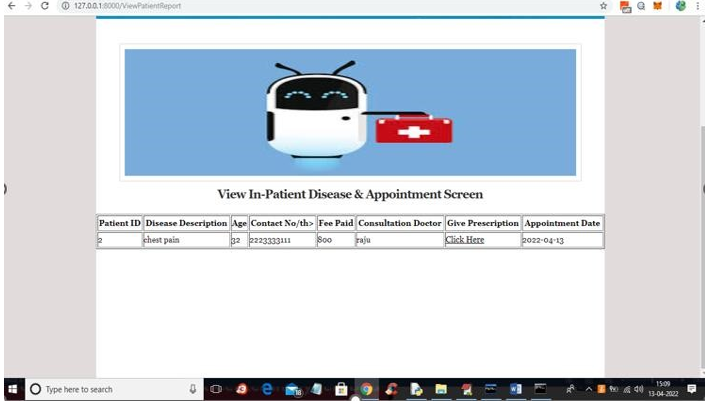 127.0.0.1:8000/ViewPatientReport
View In-Patient Disease & Appointment Screen
Patient ID Disease Description Age Contact No/th> Fee Paid Consultation Doctor Give Prescription Appointment Date
2 chest pain 32 2223333111 800 raju Click Here 2022-04-13
Type here to search
15:09
13-04-2022